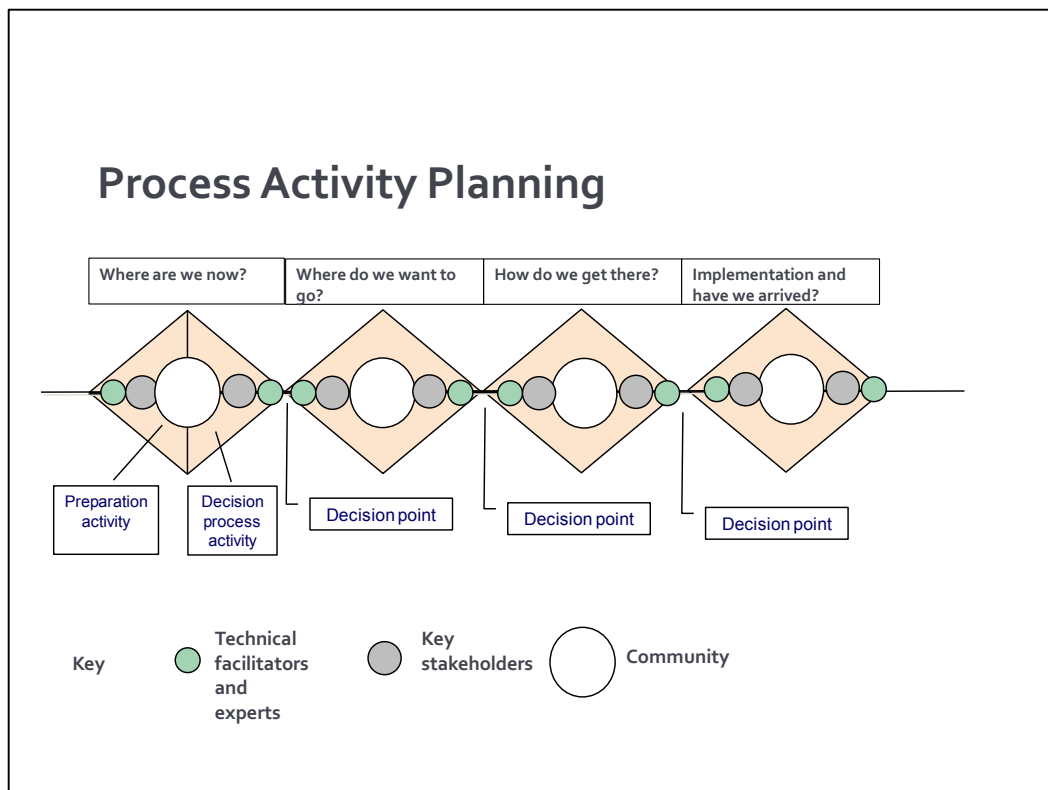 Process Activity Planning
Where are we now?
Where do we want to
go?
How do we get there?
Implementation and
have we arrived?
Preparation
activity
Decision
process
activity
Decision point
Decision point
Decision point
Key
Technical
facilitators
and
experts
Key
stakeholders
Community